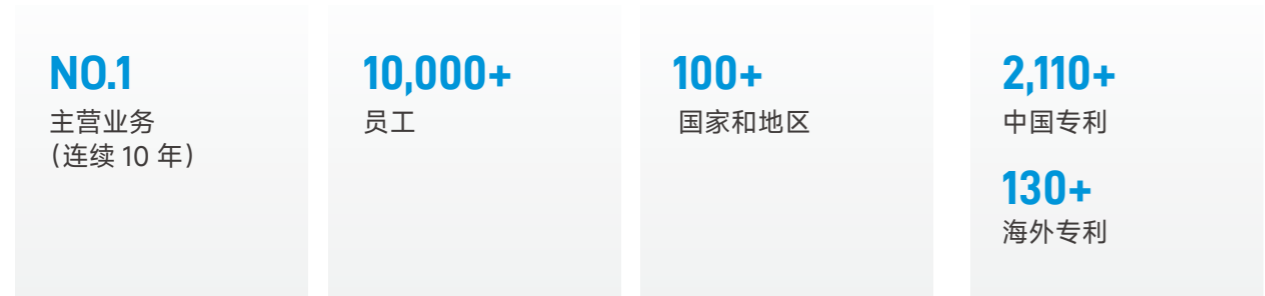 NO.1
主营业务
(连续 10 年)
10,000+
员工
100+
国家和地区
2,110+
中国专利
130+
海外专利